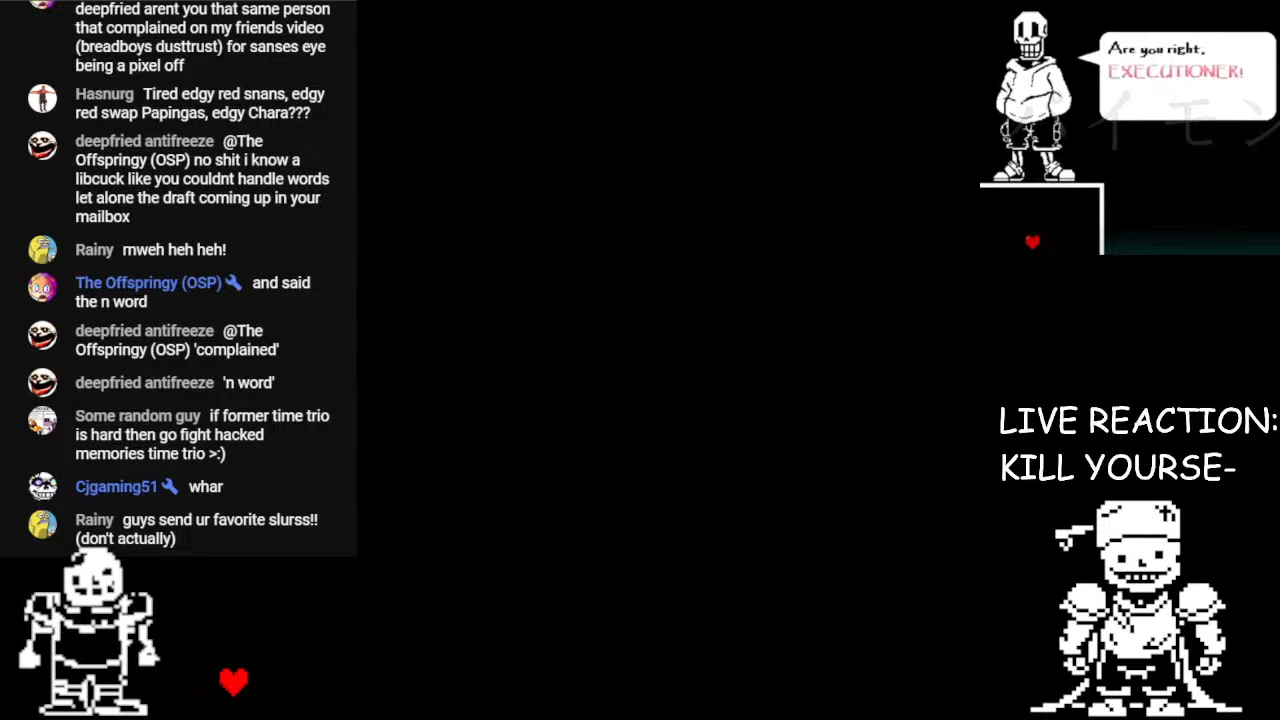 deepfried arent you that same person
that complained on my friends video
(breadboys dusttrust) for sanses eye
being a pixel off
Hasnurg Tired edgy red snans, edgy
red swap Papingas, edgy Chara???
deepfried antifreeze @The
Offspringy (OSP) no shit i know a
libcuck like you couldnt handle words
let alone the draft coming up in your
mailbox
Rainy mweh heh heh!
The Offspringy (OSP) and said
the n word
deepfried antifreeze @The
Offspringy (OSP) 'complained'
deepfried antifreeze 'n word'
Some random guy if former time trio
is hard then go fight hacked
memories time trio >:)
Cjgaming51 whar
Rainy guys send ur favorite slurss!!
(don't actually)
Are you right,
EXECUTIONER!
イモン
LIVE REACTION:
KILL YOURSE-